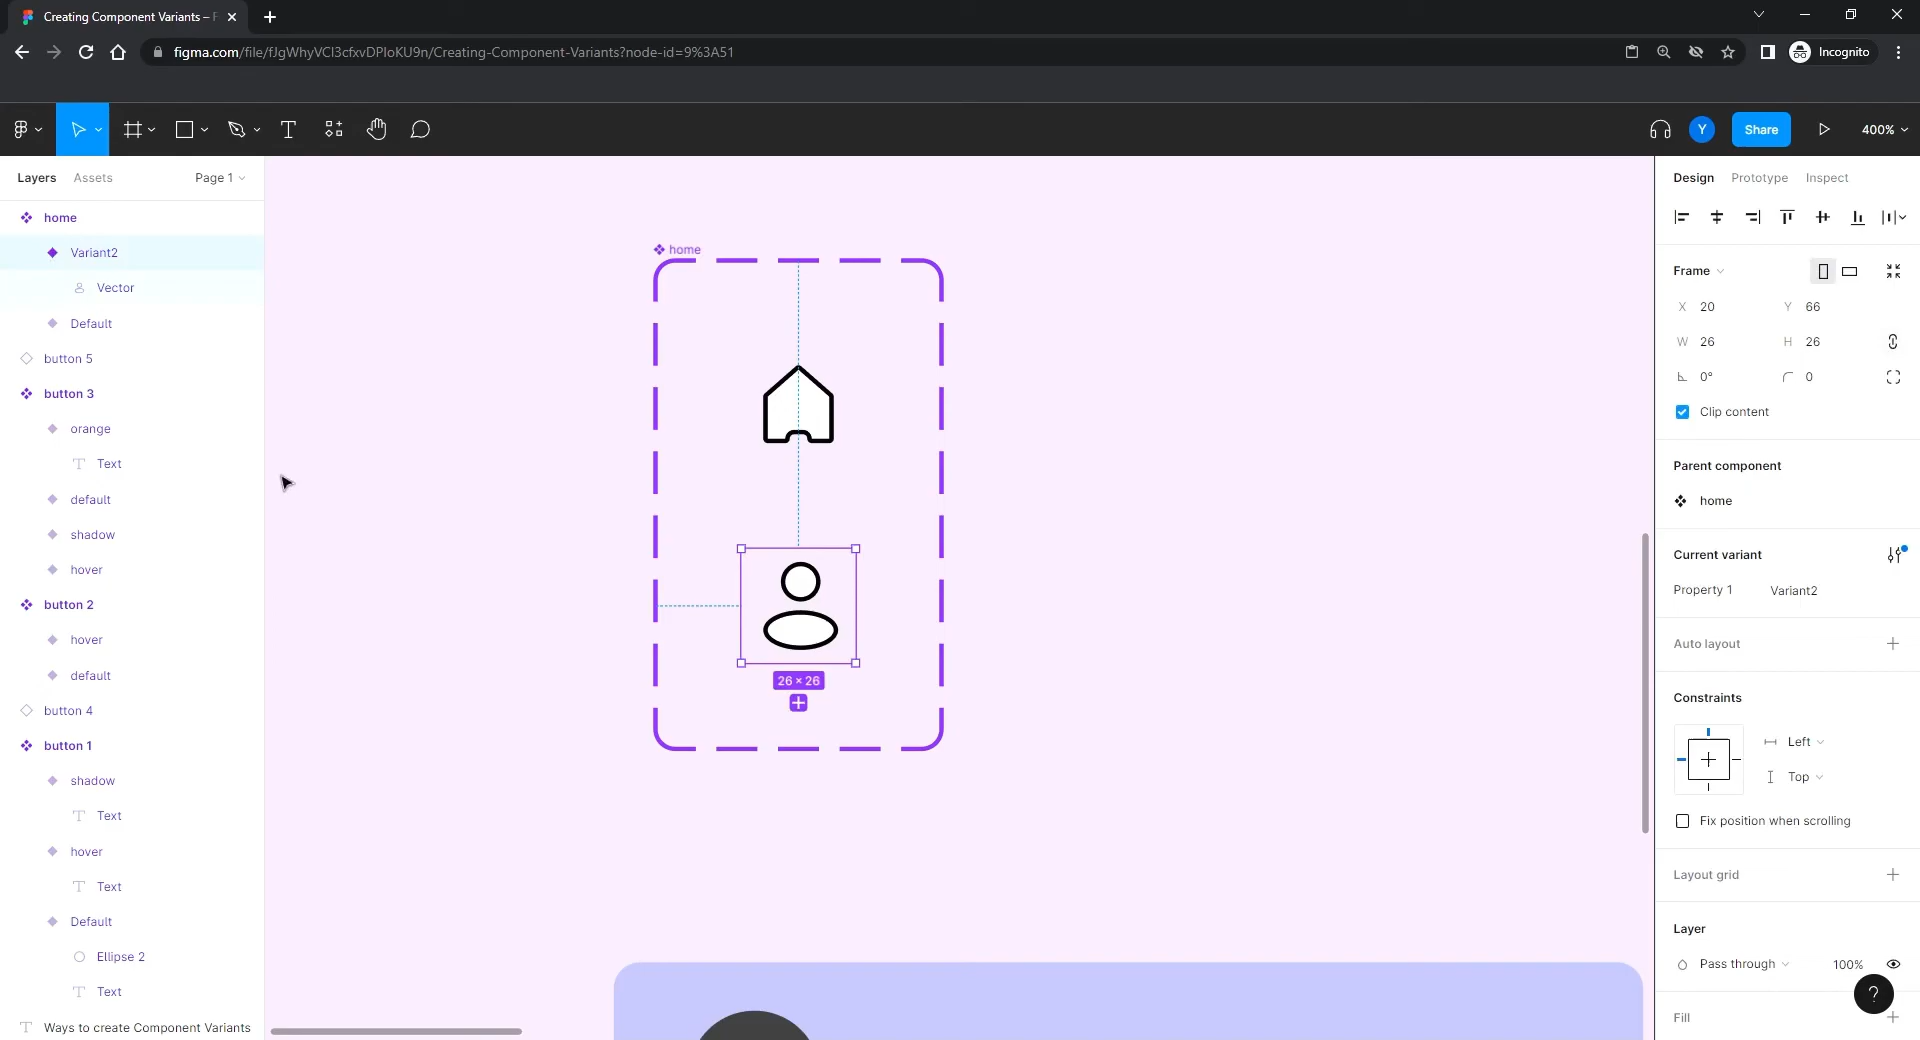 Creating Component Variants – F
figma.com/file/fJgWhyVCl3cfxvDPIoKU9n/Creating-Component-Variants?node-id=9%3A51
Incognito
Y
Share
400%
Layers
Assets
Page 1
home
Variant2
Vector
Default
button 5
button 3
orange
Text
default
shadow
hover
button 2
hover
default
button 4
button 1
shadow
Text
hover
Text
Default
Ellipse 2
Text
Ways to create Component Variants
home
26 × 26
Design
Prototype
Inspect
Frame
X 20
Y 66
W 26
H 26
0°
0
Clip content
Parent component
home
Current variant
Property 1
Variant2
Auto layout
Constraints
Left
Top
Fix position when scrolling
Layout grid
Layer
Pass through
100%
?
Fill